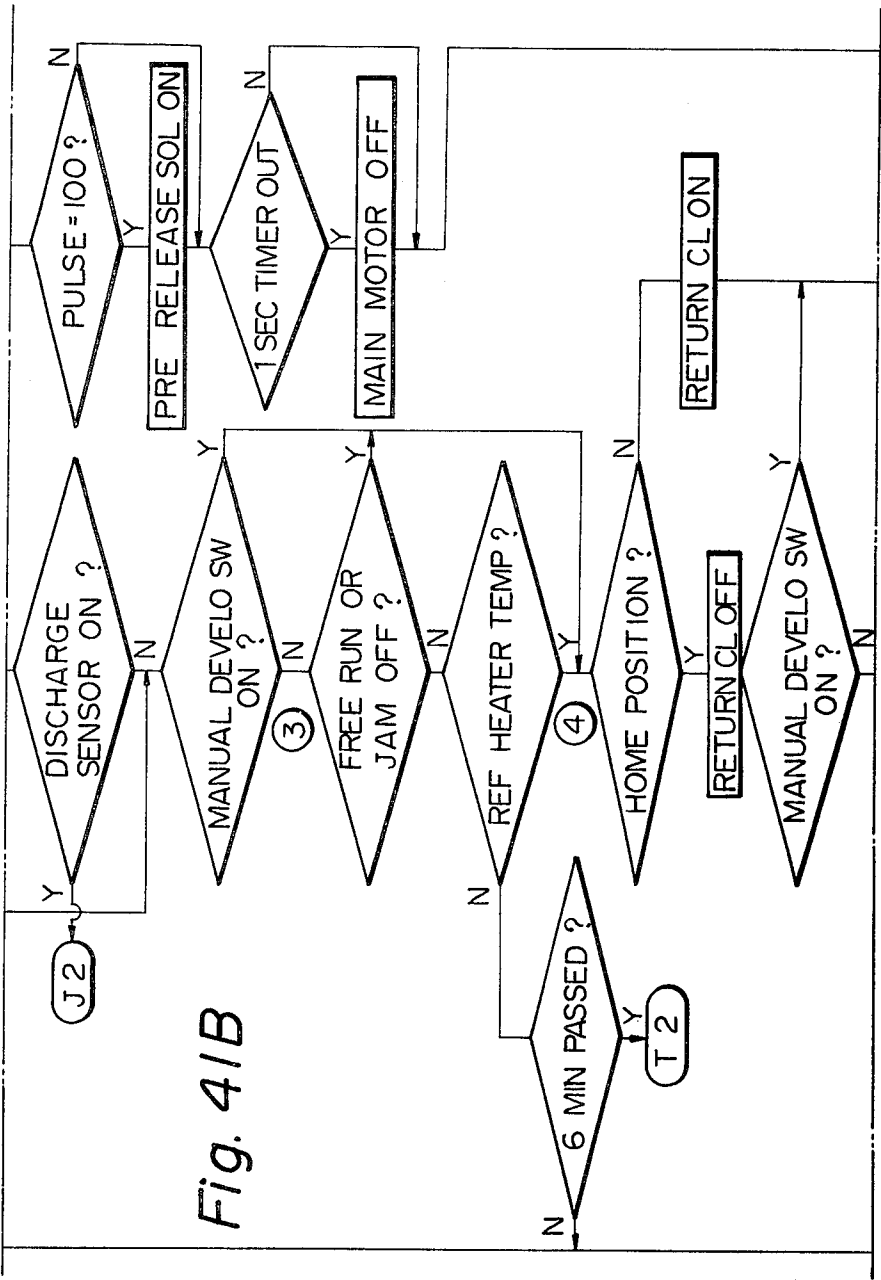 Fig. 41B
J2
Y
DISCHARGE
SENSOR ON ?
N
MANUAL DEVELO SW
ON ?
Y
N
3
FREE RUN OR
JAM OFF ?
Y
N
REF HEATER TEMP ?
N
Y
6 MIN PASSED ?
N
Y
T2
4
HOME POSITION ?
N
Y
RETURN CL OFF
RETURN CL ON
MANUAL DEVELO SW
ON ?
Y
N
PULSE = 100 ?
N
Y
PRE RELEASE SOL ON
1 SEC TIMER OUT
N
Y
MAIN MOTOR OFF